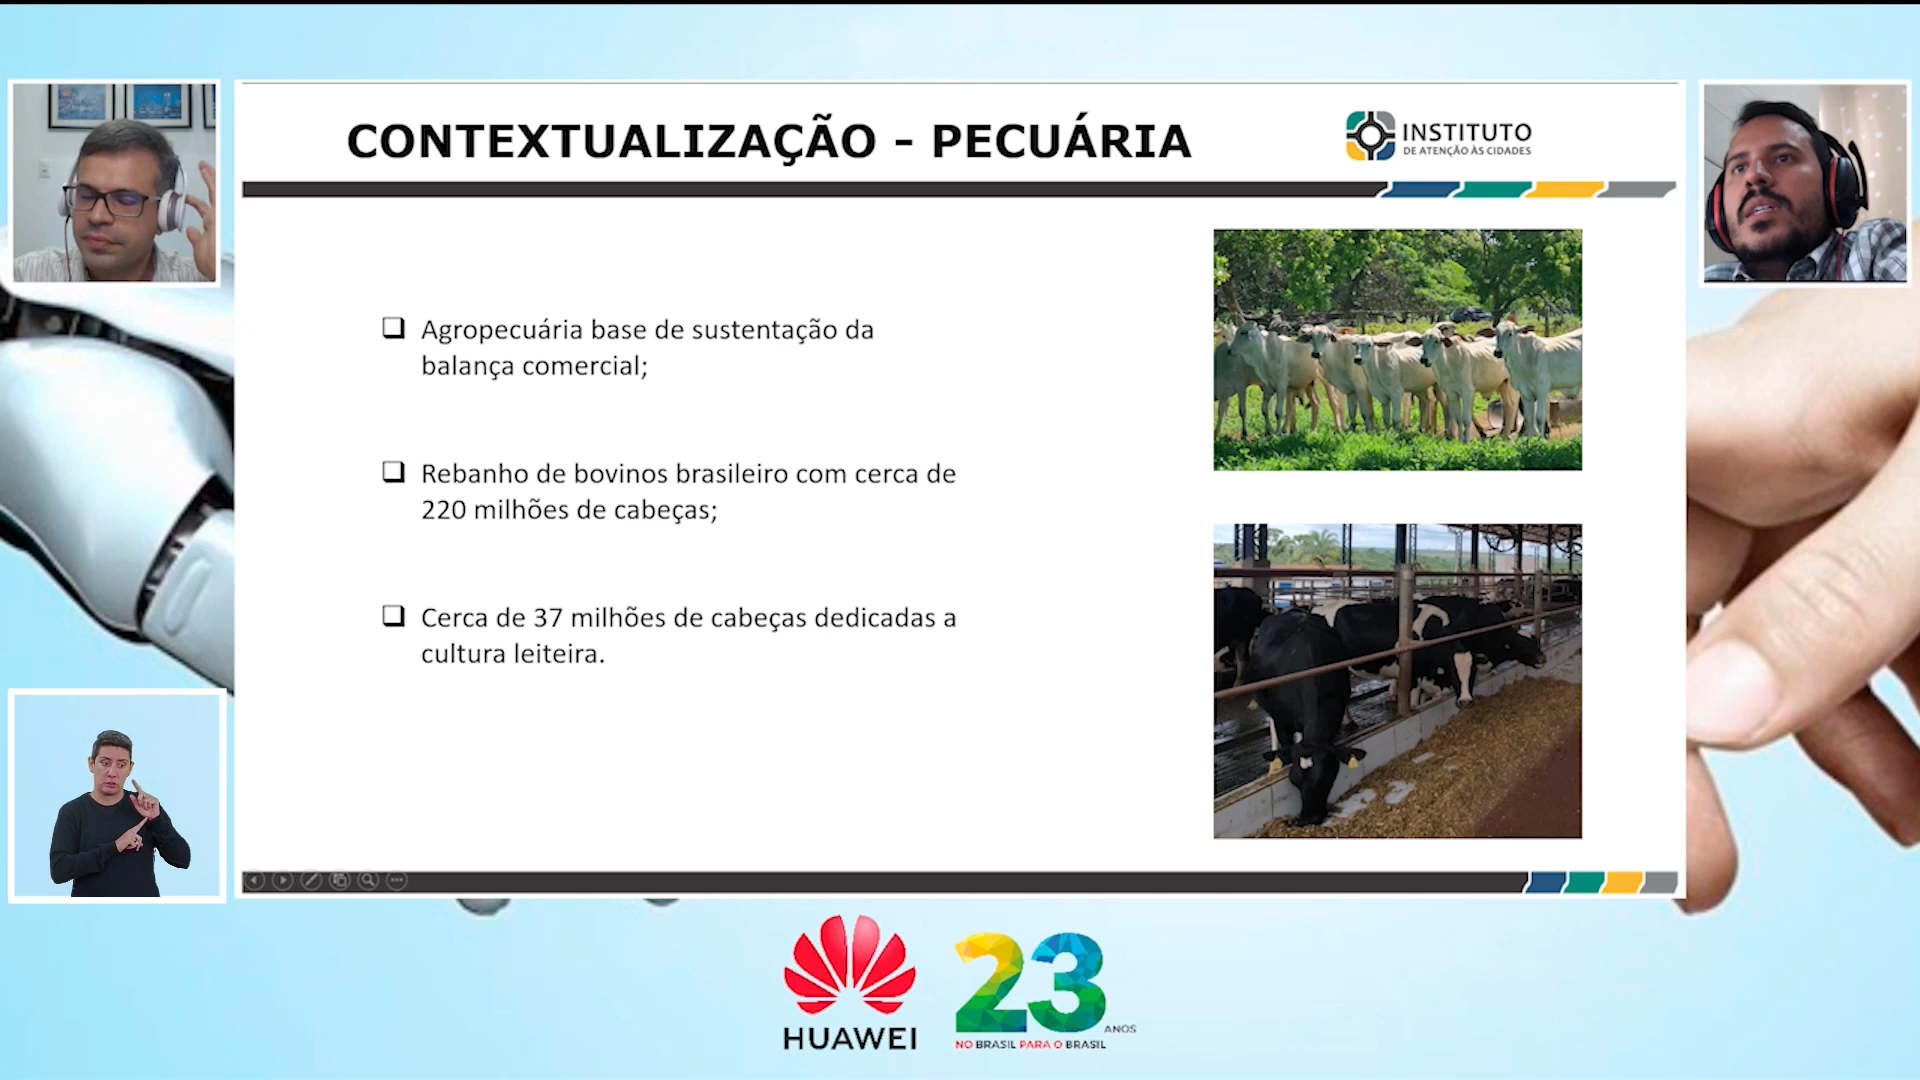 CONTEXTUALIZAÇÃO - PECUÁRIA
INSTITUTO
DE ATENÇÃO ÀS CIDADES
Agropecuária base de sustentação da
balança comercial;
Rebanho de bovinos brasileiro com cerca de
220 milhões de cabeças;
Cerca de 37 milhões de cabeças dedicadas a
cultura leiteira.
HUAWEI
23
ANOS
NO BRASIL PARA O BRASIL